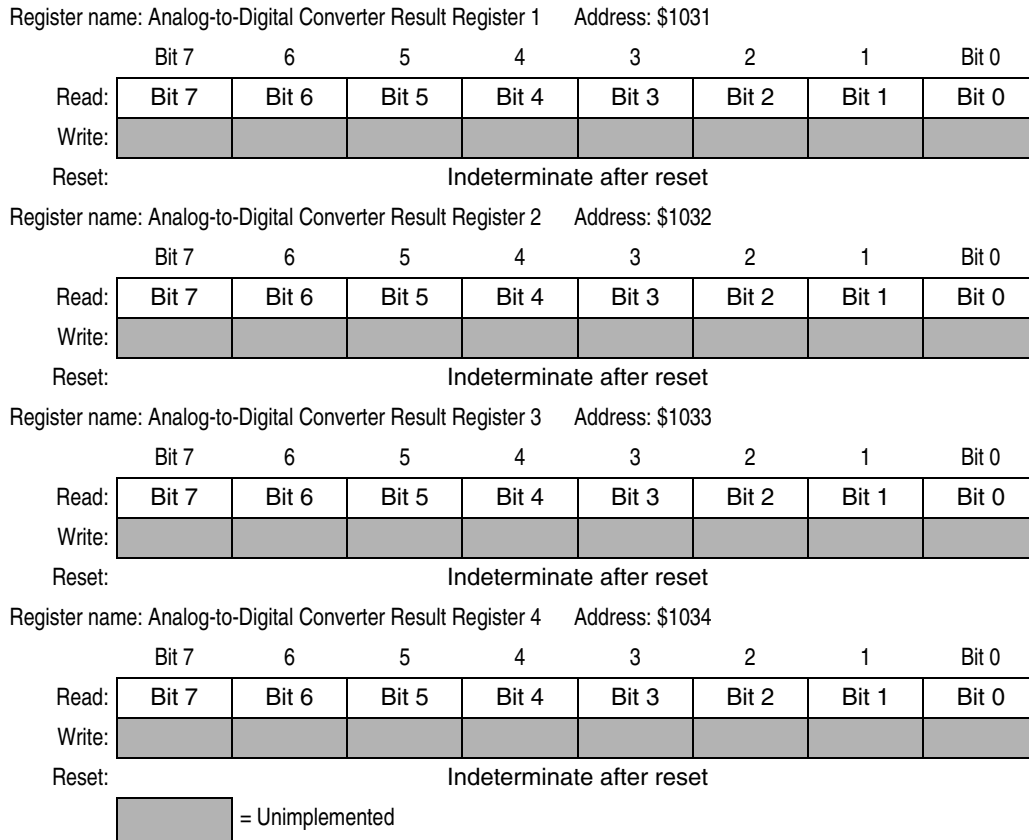 Register name: Analog-to-Digital Converter Result Register 1 Address: $1031
Bit 7 6 5 4 3 2 1 Bit 0
Read: Bit 7 Bit 6 Bit 5 Bit 4 Bit 3 Bit 2 Bit 1 Bit 0
Write:
Reset: Indeterminate after reset
Register name: Analog-to-Digital Converter Result Register 2 Address: $1032
Bit 7 6 5 4 3 2 1 Bit 0
Read: Bit 7 Bit 6 Bit 5 Bit 4 Bit 3 Bit 2 Bit 1 Bit 0
Write:
Reset: Indeterminate after reset
Register name: Analog-to-Digital Converter Result Register 3 Address: $1033
Bit 7 6 5 4 3 2 1 Bit 0
Read: Bit 7 Bit 6 Bit 5 Bit 4 Bit 3 Bit 2 Bit 1 Bit 0
Write:
Reset: Indeterminate after reset
Register name: Analog-to-Digital Converter Result Register 4 Address: $1034
Bit 7 6 5 4 3 2 1 Bit 0
Read: Bit 7 Bit 6 Bit 5 Bit 4 Bit 3 Bit 2 Bit 1 Bit 0
Write:
Reset: Indeterminate after reset
= Unimplemented